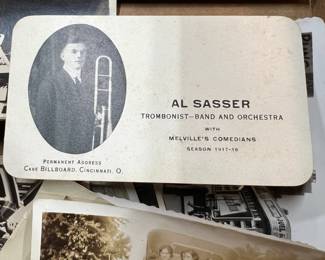 AL SASSER
TROMBONIST—BAND AND ORCHESTRA
WITH
MELVILLE'S COMEDIANS
SEASON 1917-18
PERMANENT ADDRESS
CARE BILLBOARD, CINCINNATI, O.